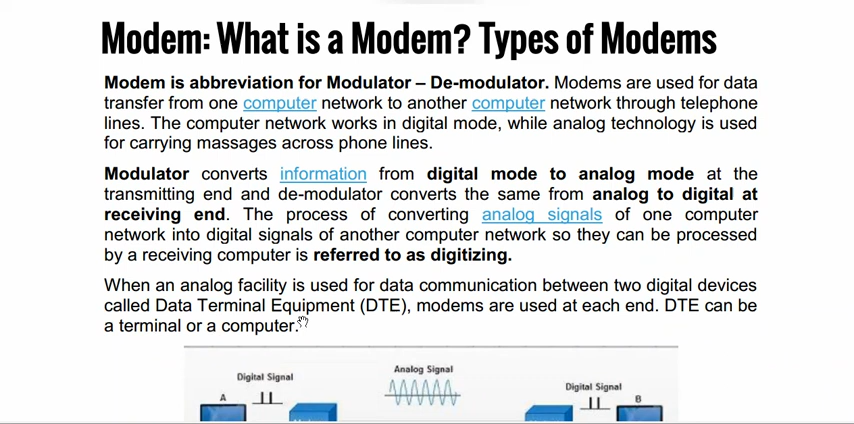 Modem: What is a Modem? Types of Modems
Modem is abbreviation for Modulator – De-modulator. Modems are used for data
transfer from one computer network to another computer network through telephone
lines. The computer network works in digital mode, while analog technology is used
for carrying massages across phone lines.
Modulator converts information from digital mode to analog mode at the
transmitting end and de-modulator converts the same from analog to digital at
receiving end. The process of converting analog signals of one computer
network into digital signals of another computer network so they can be processed
by a receiving computer is referred to as digitizing.
When an analog facility is used for data communication between two digital devices
called Data Terminal Equipment (DTE), modems are used at each end. DTE can be
a terminal or a computer.
Analog Signal
Digital Signal
Digital Signal
A
B